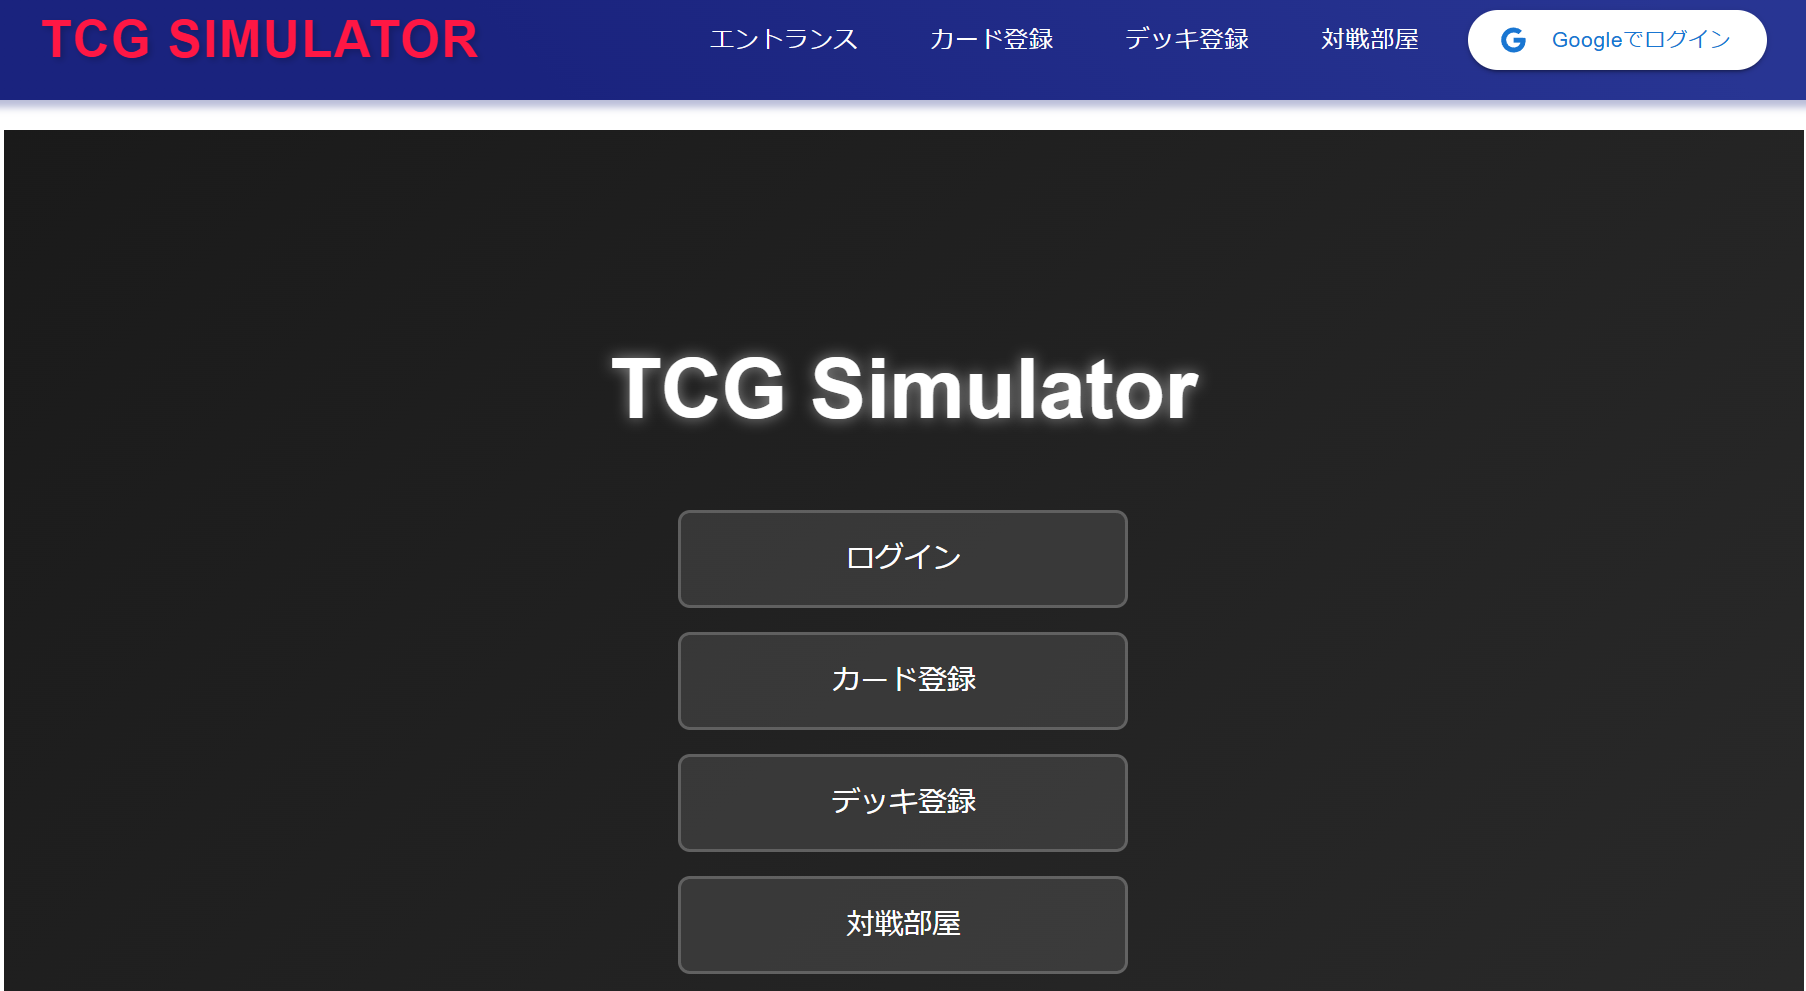 TCG SIMULATOR
エントランス
カード登録
デッキ登録
対戦部屋
Googleでログイン
TCG Simulator
ログイン
カード登録
デッキ登録
対戦部屋